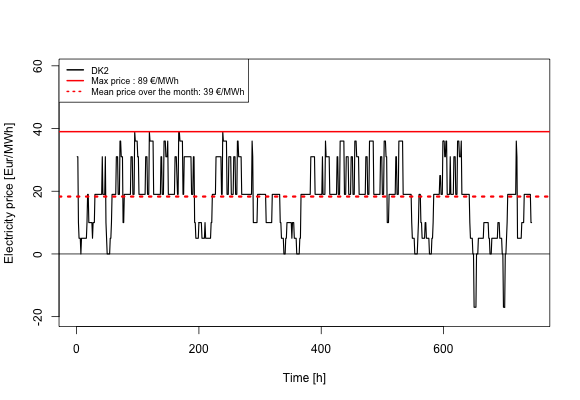 DK2
Max price : 89 €/MWh
Mean price over the month: 39 €/MWh
Electricity price [Eur/MWh]
60
40
20
0
-20
0 200 400 600
Time [h]